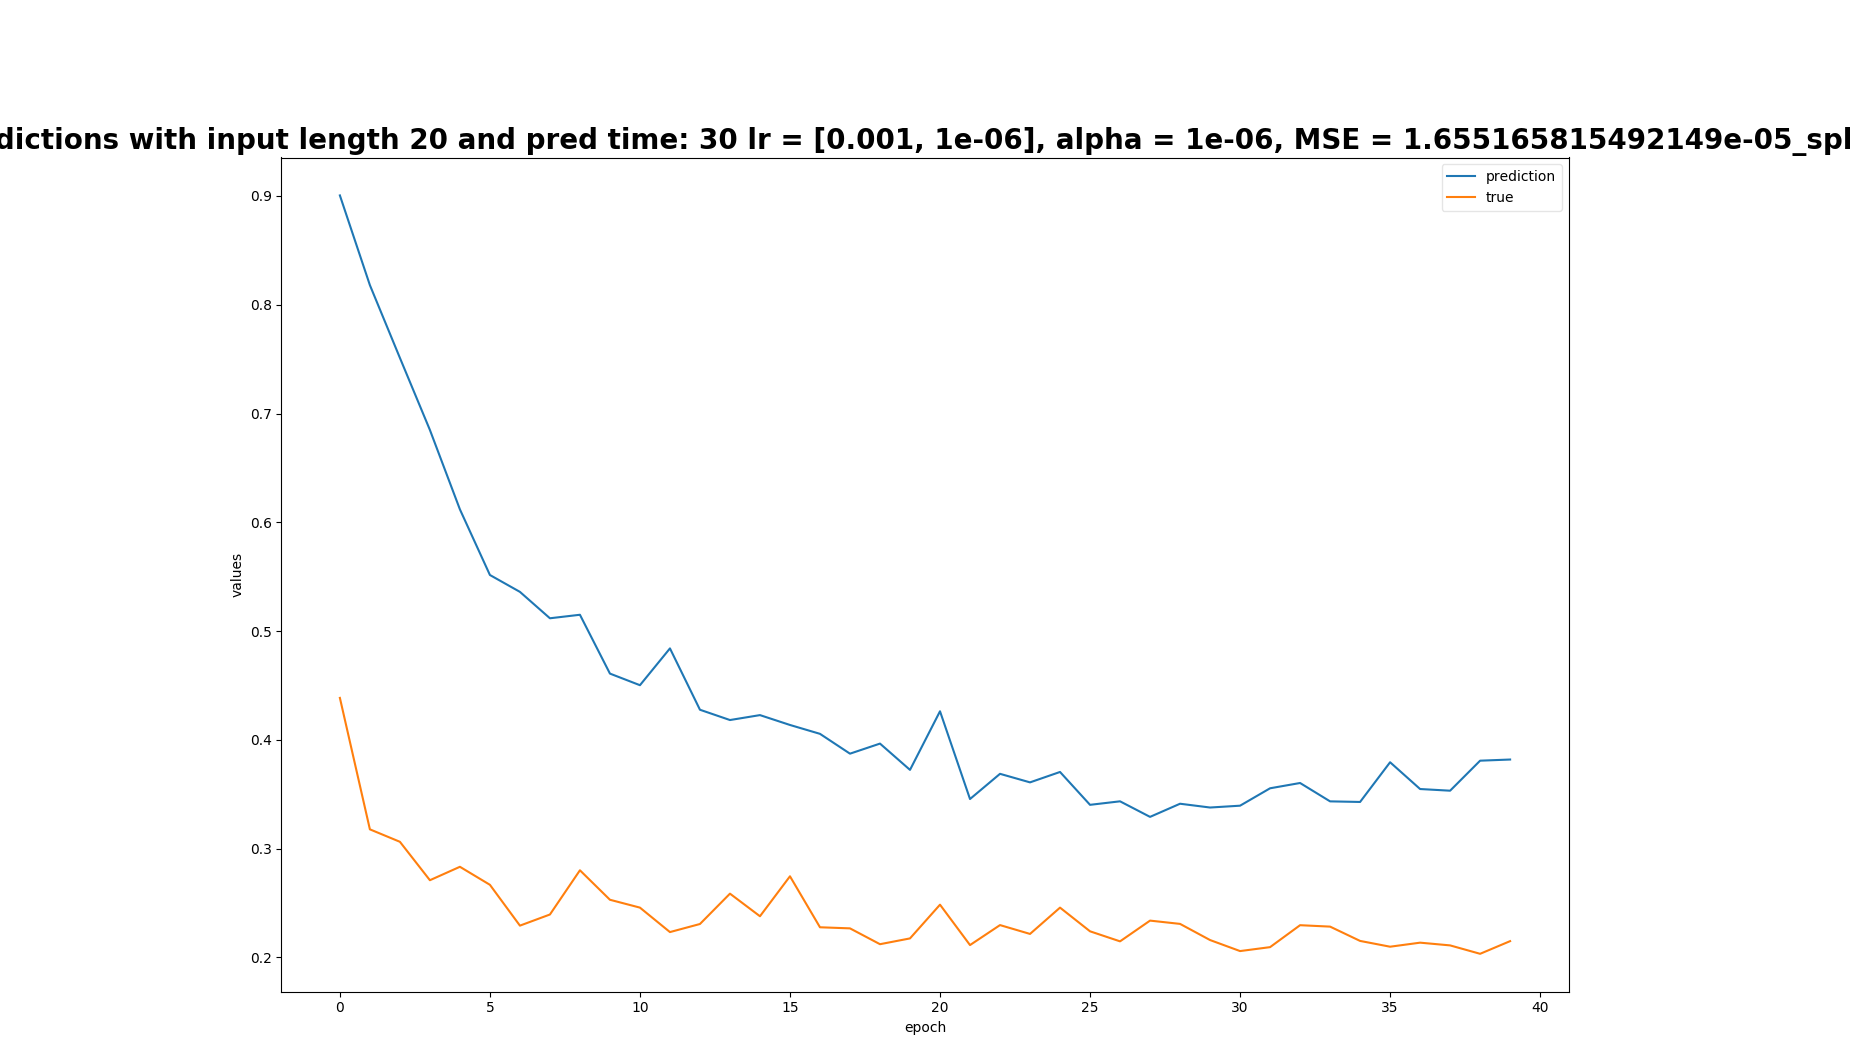 dictions with input length 20 and pred time: 30 lr = [0.001, 1e-06], alpha = 1e-06, MSE = 1.655165815492149e-05_spl
prediction
true
0.9
0.8
0.7
0.6
0.5
0.4
0.3
0.2
values
0 5 10 15 20 25 30 35 40
epoch